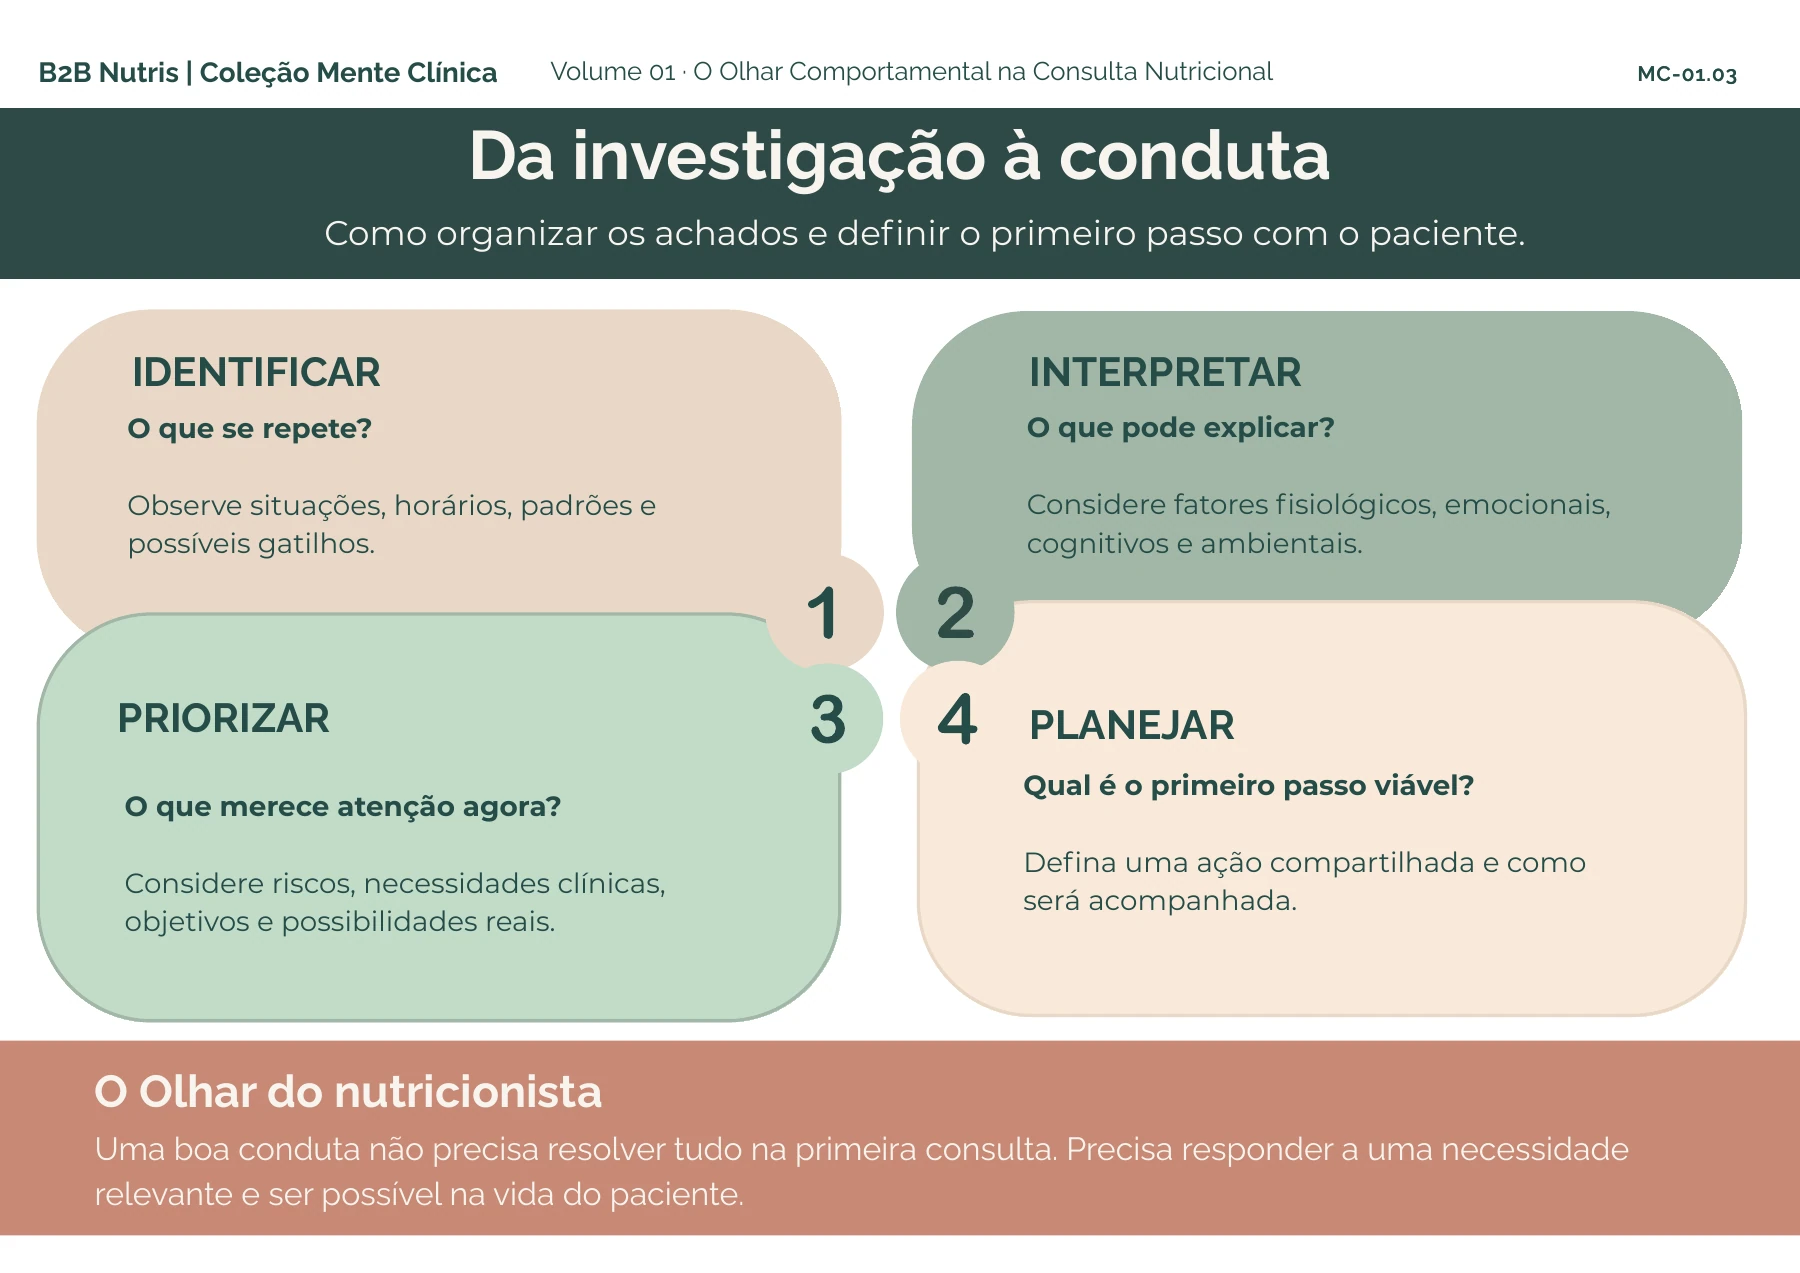 B2B Nutris | Coleção Mente Clínica
Volume 01 · O Olhar Comportamental na Consulta Nutricional
MC-01.03
Da investigação à conduta
Como organizar os achados e definir o primeiro passo com o paciente.
IDENTIFICAR
O que se repete?
Observe situações, horários, padrões e
possíveis gatilhos.
1
INTERPRETAR
O que pode explicar?
Considere fatores fisiológicos, emocionais,
cognitivos e ambientais.
2
PRIORIZAR
O que merece atenção agora?
Considere riscos, necessidades clínicas,
objetivos e possibilidades reais.
3
4
PLANEJAR
Qual é o primeiro passo viável?
Defina uma ação compartilhada e como
será acompanhada.
O Olhar do nutricionista
Uma boa conduta não precisa resolver tudo na primeira consulta. Precisa responder a uma necessidade
relevante e ser possível na vida do paciente.